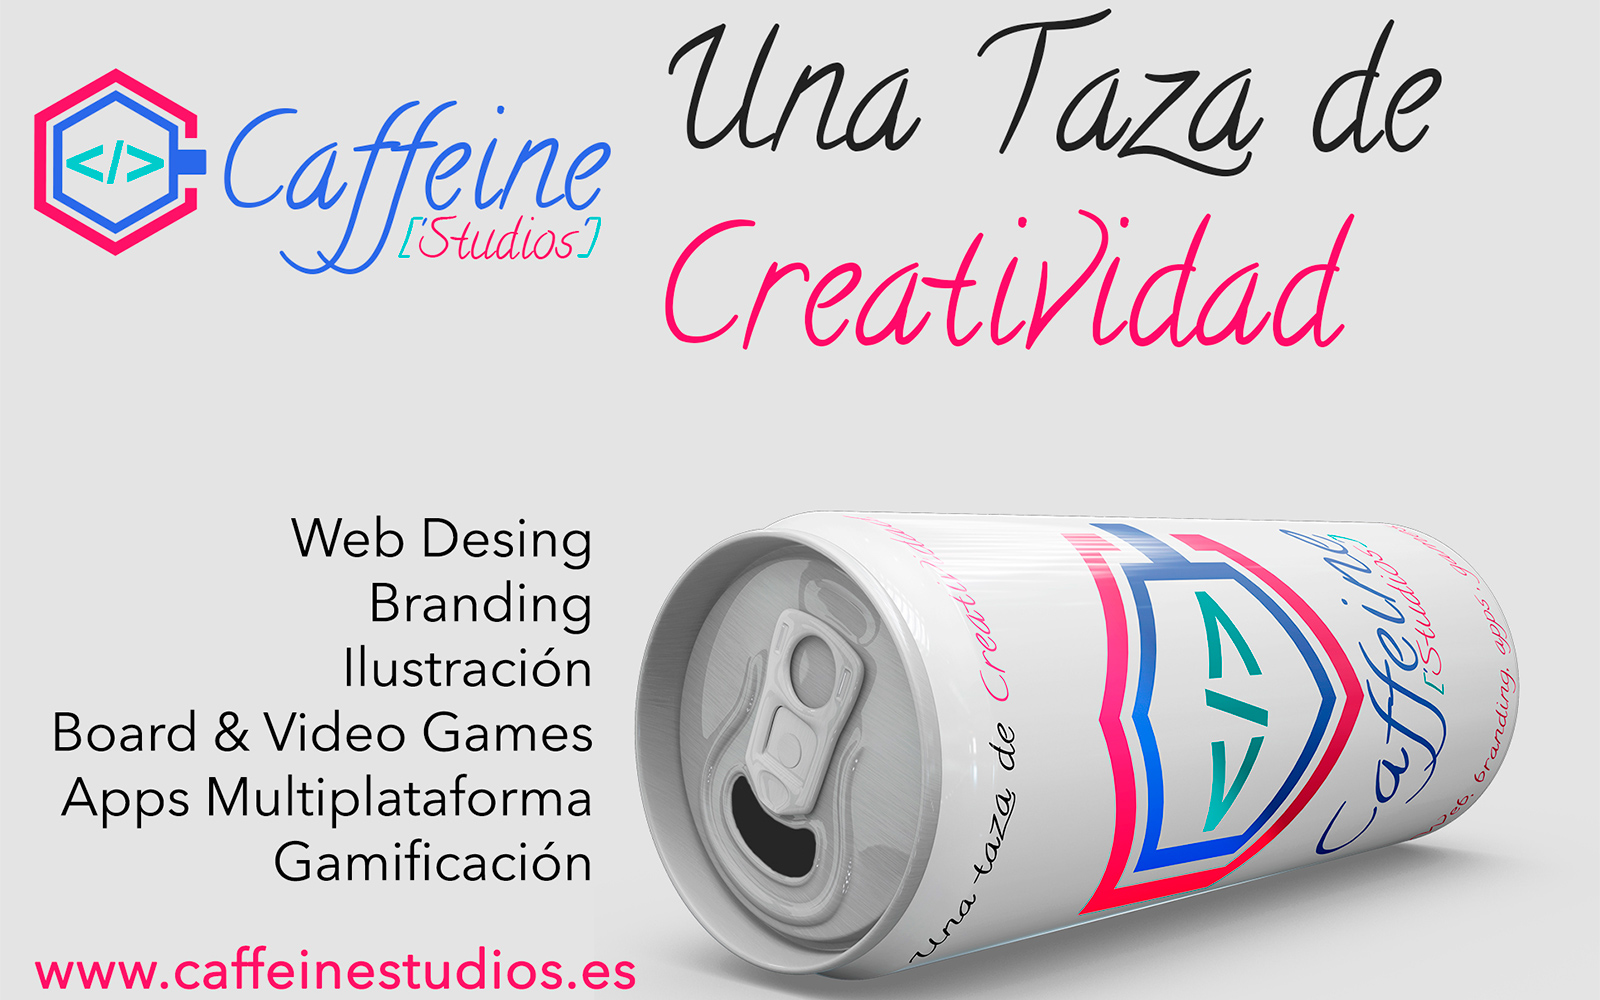 </>
Caffeine
['Studios']
Una Taza de
Creatividad
Web Desing
Branding
Ilustración
Board & Video Games
Apps Multiplataforma
Gamificación
www.caffeinestudios.es
una taza de Creatividad
</>
Caffeine
['Studios']
Web, branding, apps,